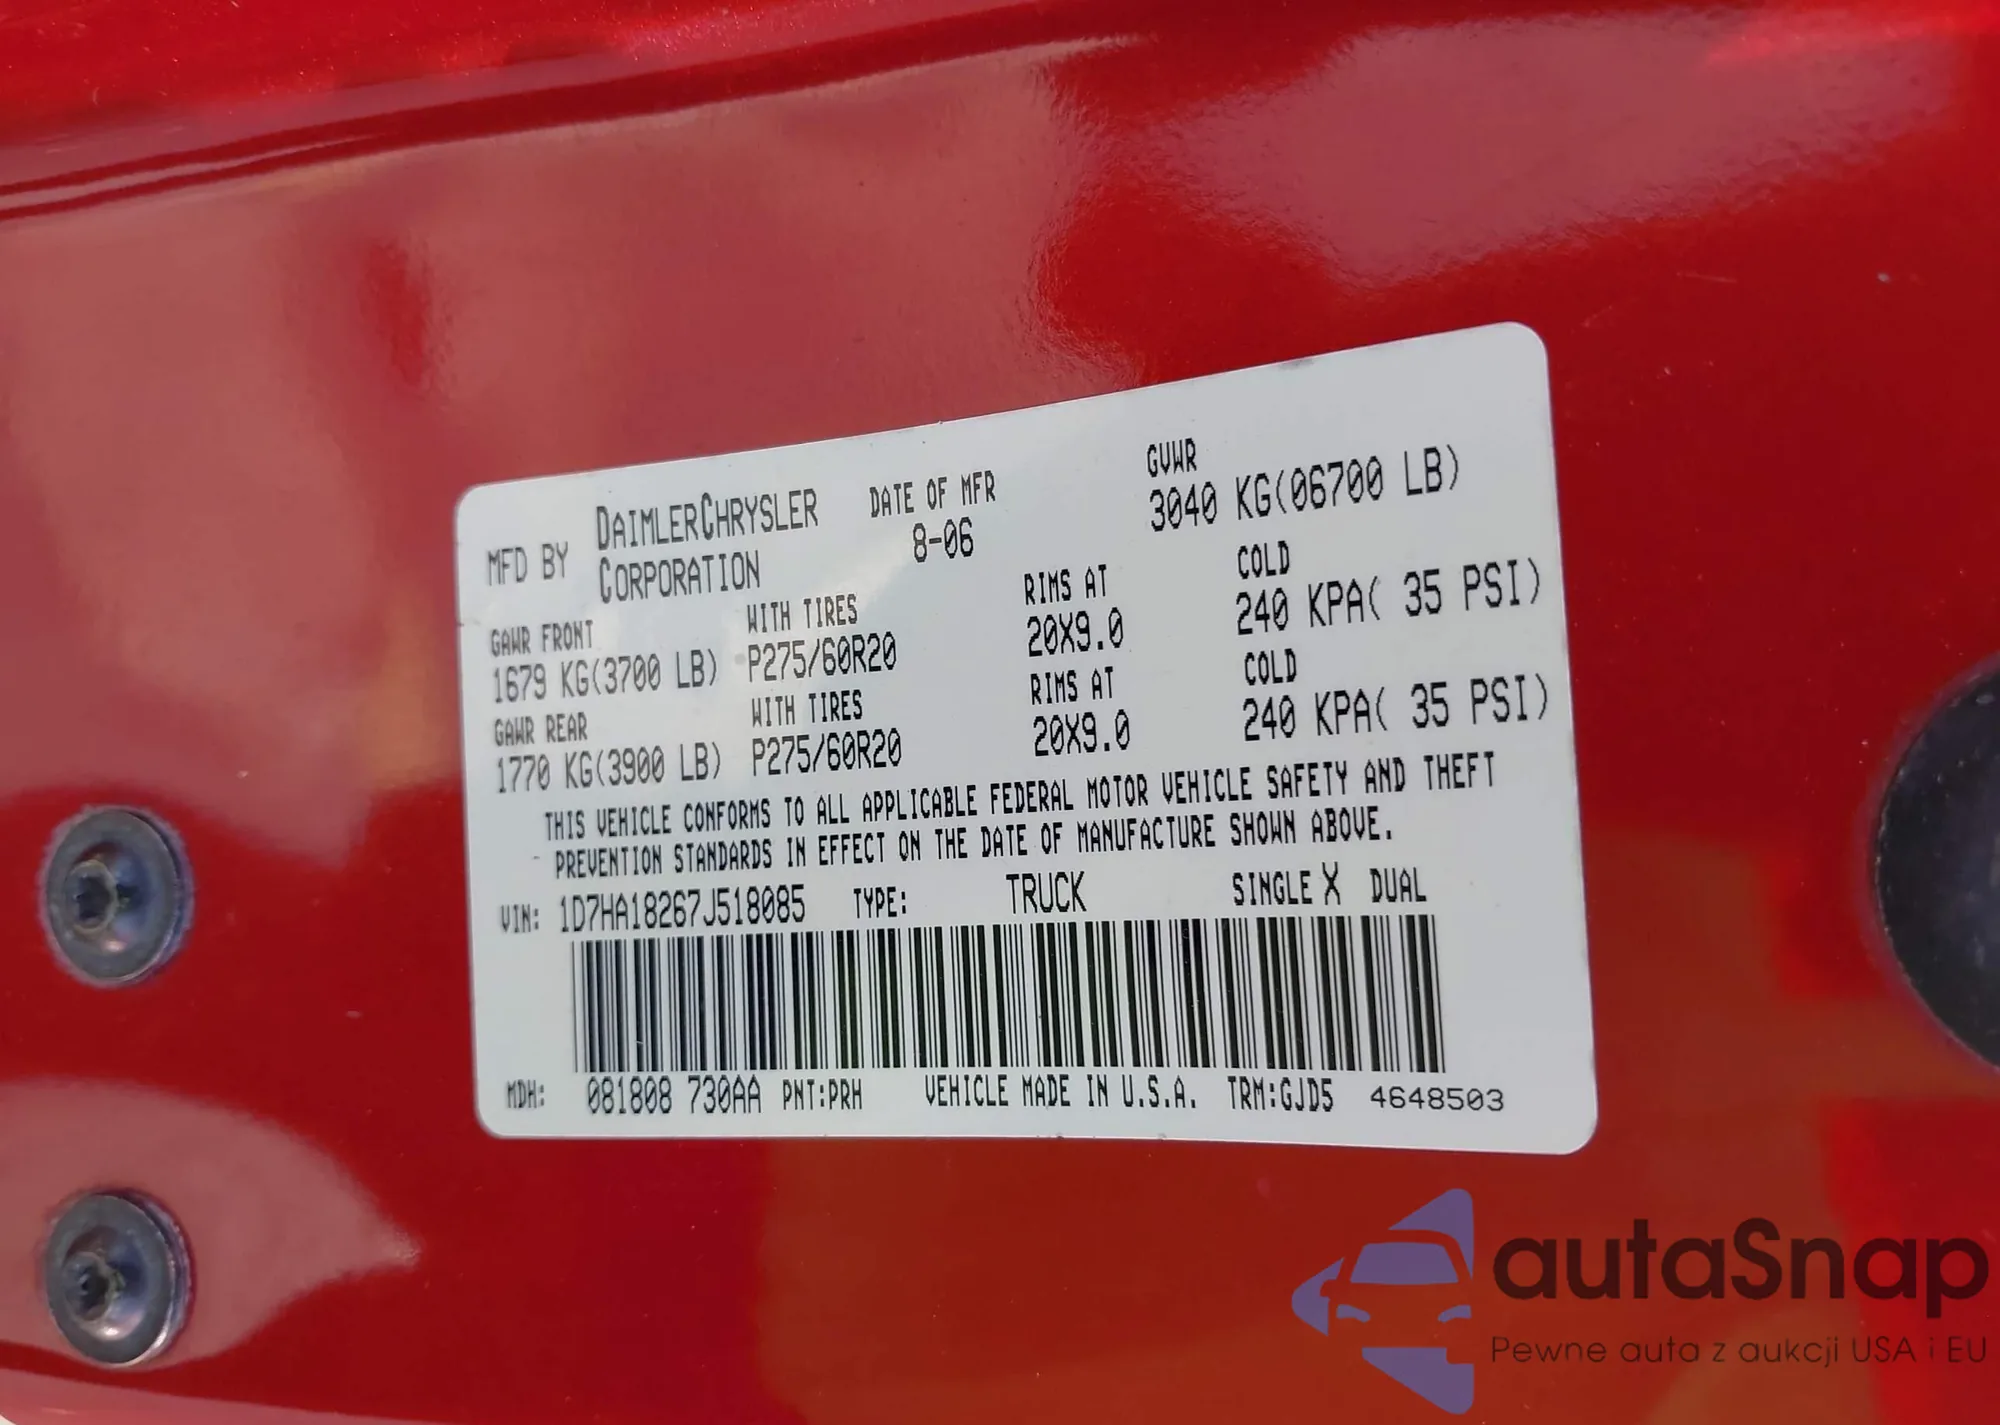 MFD BY DAIMLERCHRYSLER CORPORATION DATE OF MFR 8-06 GVWR 3040 KG(06700 LB)
GAWR FRONT WITH TIRES RIMS AT COLD
1679 KG(3700 LB) P275/60R20 20X9.0 240 KPA( 35 PSI)
GAWR REAR WITH TIRES RIMS AT COLD
1770 KG(3900 LB) P275/60R20 20X9.0 240 KPA( 35 PSI)
THIS VEHICLE CONFORMS TO ALL APPLICABLE FEDERAL MOTOR VEHICLE SAFETY AND THEFT
PREVENTION STANDARDS IN EFFECT ON THE DATE OF MANUFACTURE SHOWN ABOVE.
VIN: 1D7HA18267J518085 TYPE: TRUCK SINGLE X DUAL
MDH: 081808 730AA PNT:PRH VEHICLE MADE IN U.S.A. TRM:GJD5 4648503
autaSnap
Pewne auta z aukcji USA i EU